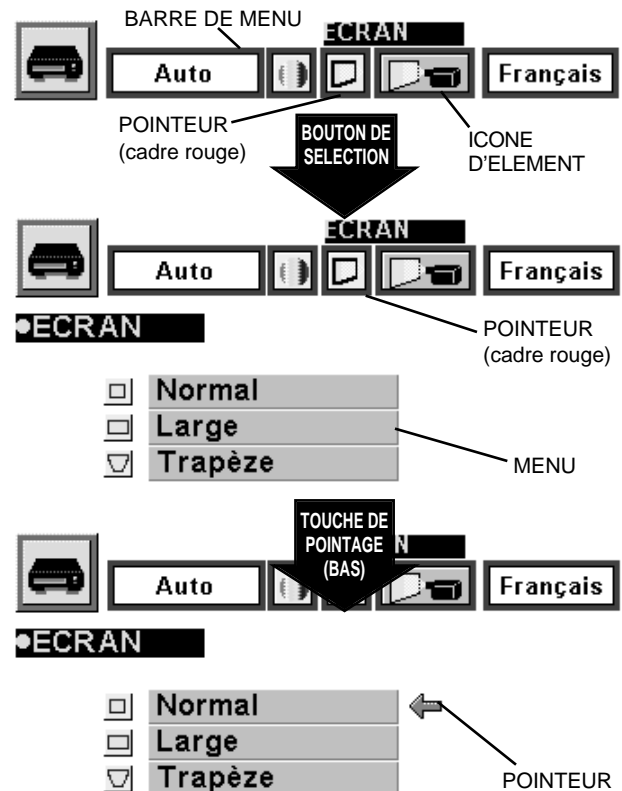 BARRE DE MENU
ECRAN
Auto
Français
POINTEUR
(cadre rouge)
BOUTON DE
SELECTION
ICONE
D'ELEMENT
ECRAN
Auto
Français
●ECRAN
POINTEUR
(cadre rouge)
Normal
Large
Trapèze
MENU
TOUCHE DE
POINTAGE
(BAS)
N
Auto
Français
●ECRAN
Normal
Large
Trapèze
POINTEUR